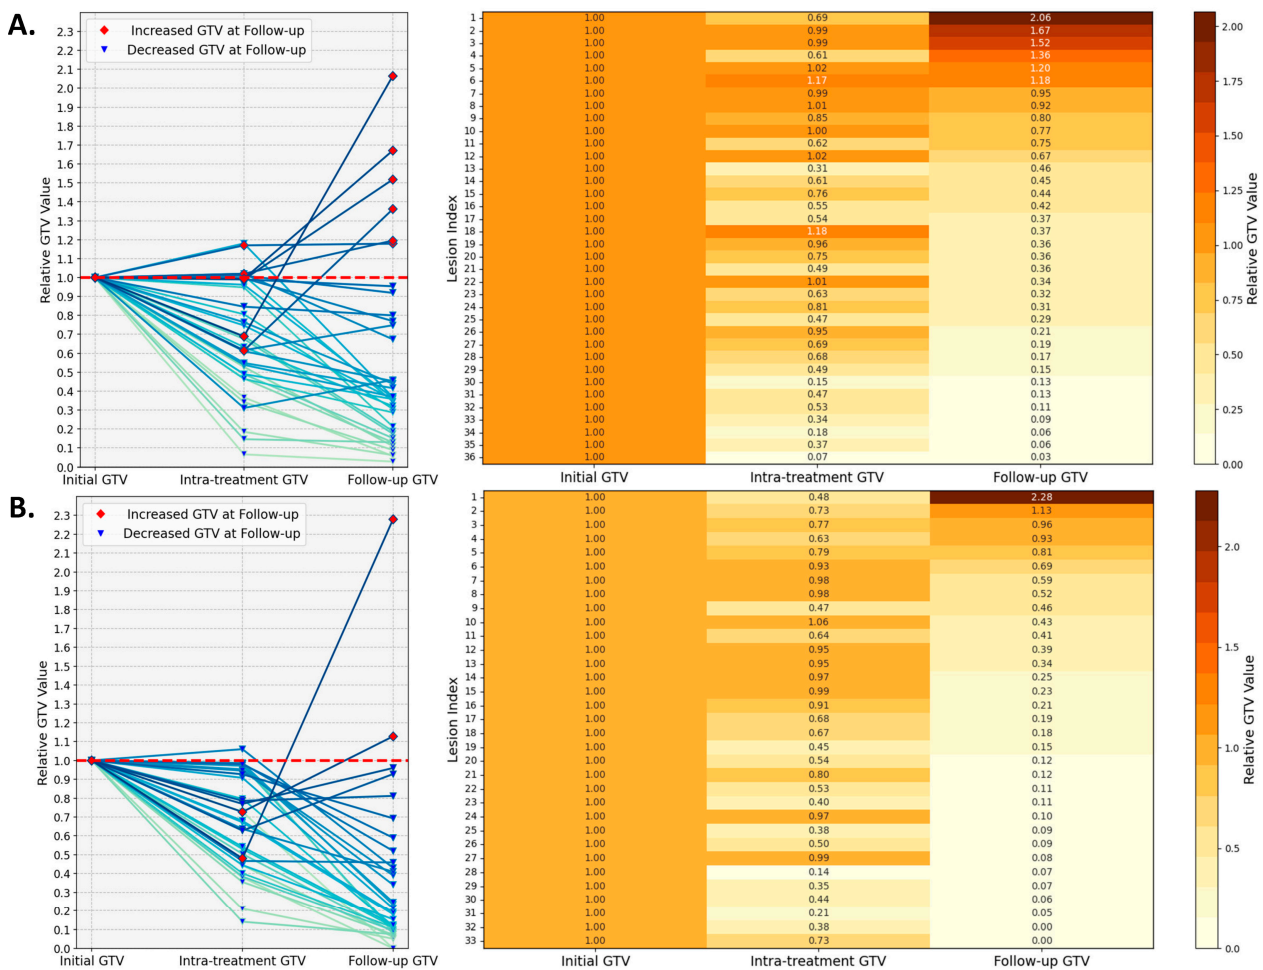 A.
Increased GTV at Follow-up
Decreased GTV at Follow-up
Relative GTV Value
2.3
2.2
2.1
2.0
1.9
1.8
1.7
1.6
1.5
1.4
1.3
1.2
1.1
1.0
0.9
0.8
0.7
0.6
0.5
0.4
0.3
0.2
0.1
0.0
Initial GTV Intra-treatment GTV Follow-up GTV
Lesion Index
1 1.00 0.69 2.06
2 1.00 0.99 1.67
3 1.00 0.99 1.52
4 1.00 0.61 1.36
5 1.00 1.02 1.20
6 1.00 1.17 1.18
7 1.00 0.99 0.95
8 1.00 1.01 0.92
9 1.00 0.85 0.80
10 1.00 1.00 0.77
11 1.00 0.62 0.75
12 1.00 1.02 0.67
13 1.00 0.31 0.46
14 1.00 0.61 0.45
15 1.00 0.76 0.44
16 1.00 0.55 0.42
17 1.00 0.54 0.37
18 1.00 1.18 0.37
19 1.00 0.96 0.36
20 1.00 0.75 0.36
21 1.00 0.49 0.36
22 1.00 1.01 0.34
23 1.00 0.63 0.32
24 1.00 0.81 0.31
25 1.00 0.47 0.29
26 1.00 0.95 0.21
27 1.00 0.69 0.19
28 1.00 0.68 0.17
29 1.00 0.49 0.15
30 1.00 0.15 0.13
31 1.00 0.47 0.13
32 1.00 0.53 0.11
33 1.00 0.34 0.09
34 1.00 0.18 0.06
35 1.00 0.37 0.06
36 1.00 0.07 0.03
Initial GTV Intra-treatment GTV Follow-up GTV
2.00
1.75
1.50
1.25
1.00
0.75
0.50
0.25
0.00
Relative GTV Value
B.
Increased GTV at Follow-up
Decreased GTV at Follow-up
Relative GTV Value
2.3
2.2
2.1
2.0
1.9
1.8
1.7
1.6
1.5
1.4
1.3
1.2
1.1
1.0
0.9
0.8
0.7
0.6
0.5
0.4
0.3
0.2
0.1
0.0
Initial GTV Intra-treatment GTV Follow-up GTV
Lesion Index
1 1.00 0.48 2.28
2 1.00 0.73 1.13
3 1.00 0.77 0.96
4 1.00 0.63 0.93
5 1.00 0.79 0.81
6 1.00 0.93 0.69
7 1.00 0.98 0.59
8 1.00 0.98 0.52
9 1.00 0.47 0.46
10 1.00 1.06 0.43
11 1.00 0.64 0.41
12 1.00 0.95 0.39
13 1.00 0.95 0.34
14 1.00 0.97 0.25
15 1.00 0.99 0.23
16 1.00 0.91 0.21
17 1.00 0.68 0.19
18 1.00 0.67 0.18
19 1.00 0.45 0.15
20 1.00 0.54 0.12
21 1.00 0.80 0.12
22 1.00 0.53 0.11
23 1.00 0.40 0.11
24 1.00 0.97 0.10
25 1.00 0.38 0.09
26 1.00 0.50 0.09
27 1.00 0.99 0.08
28 1.00 0.14 0.07
29 1.00 0.35 0.07
30 1.00 0.44 0.06
31 1.00 0.21 0.05
32 1.00 0.38 0.00
33 1.00 0.73 0.00
Initial GTV Intra-treatment GTV Follow-up GTV
2.0
1.5
1.0
0.5
0.0
Relative GTV Value